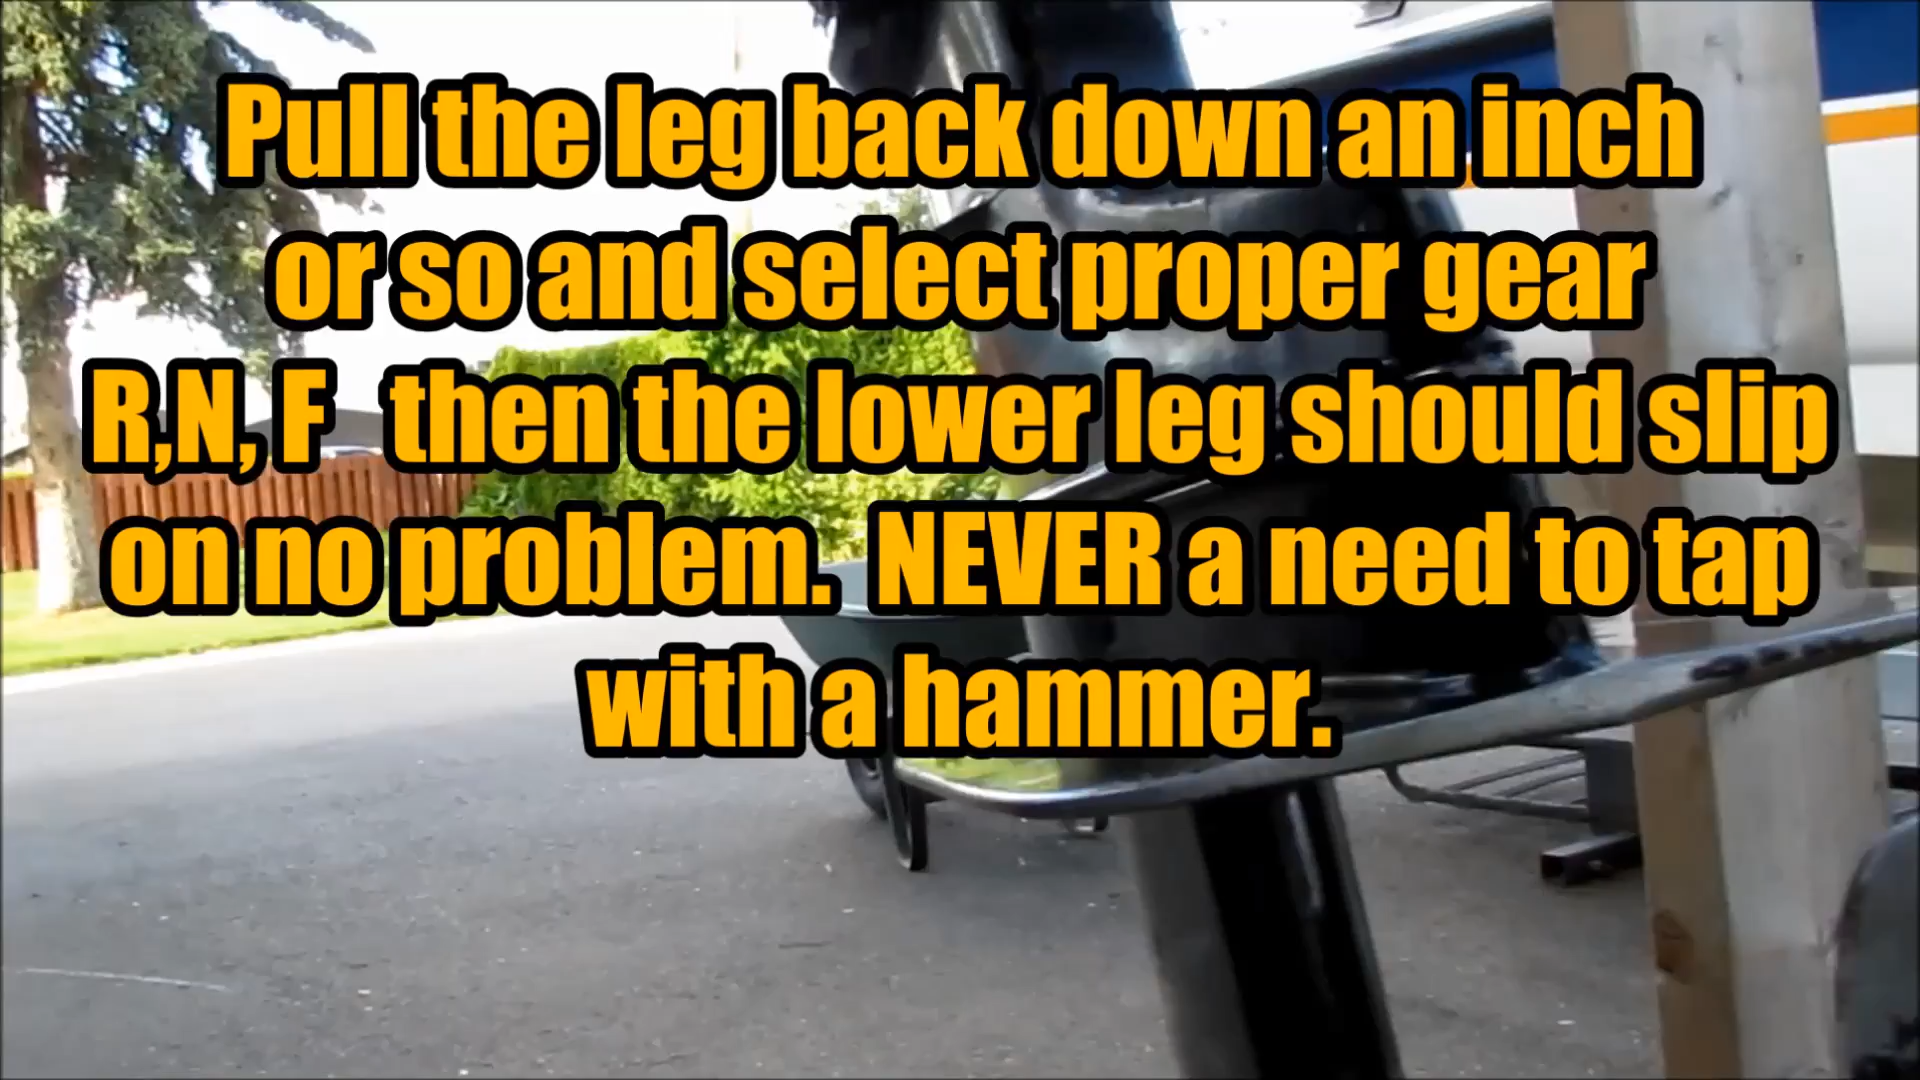 Pull the leg back down an inch
or so and select proper gear
R,N, F then the lower leg should slip
on no problem. NEVER a need to tap
with a hammer.